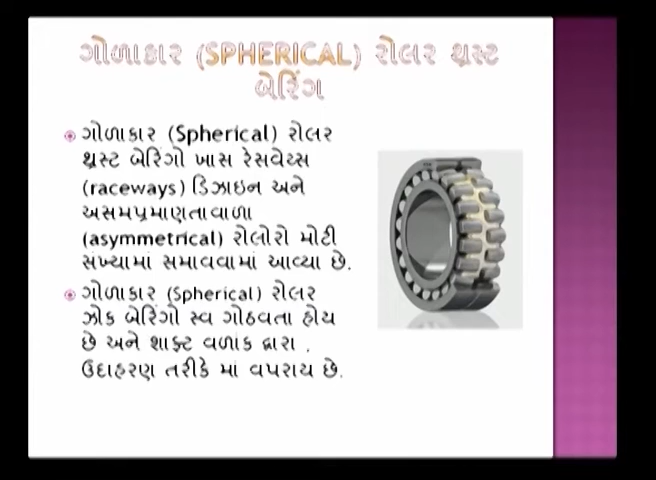 ગોળાકાર (SPHERICAL) રોલર થ્રસ્ટ
બેરિંગ
ગોળાકાર (Spherical) રોલર
થ્રસ્ટ બેરિંગો ખાસ રેસવેય્સ
(raceways) ડિઝાઇન અને
અસમપ્રમાણતાવાળા
(asymmetrical) રોલોરો મોટી
સંખ્યામાં સમાવવામાં આવ્યા છે.
ગોળાકાર (Spherical) રોલર
ઝોક બેરિંગો સ્વ ગોઠવતા હોય
છે અને શાફ્ટ વળાંક દ્વારા .
ઉદાહરણ તરીકે માં વપરાય છે.